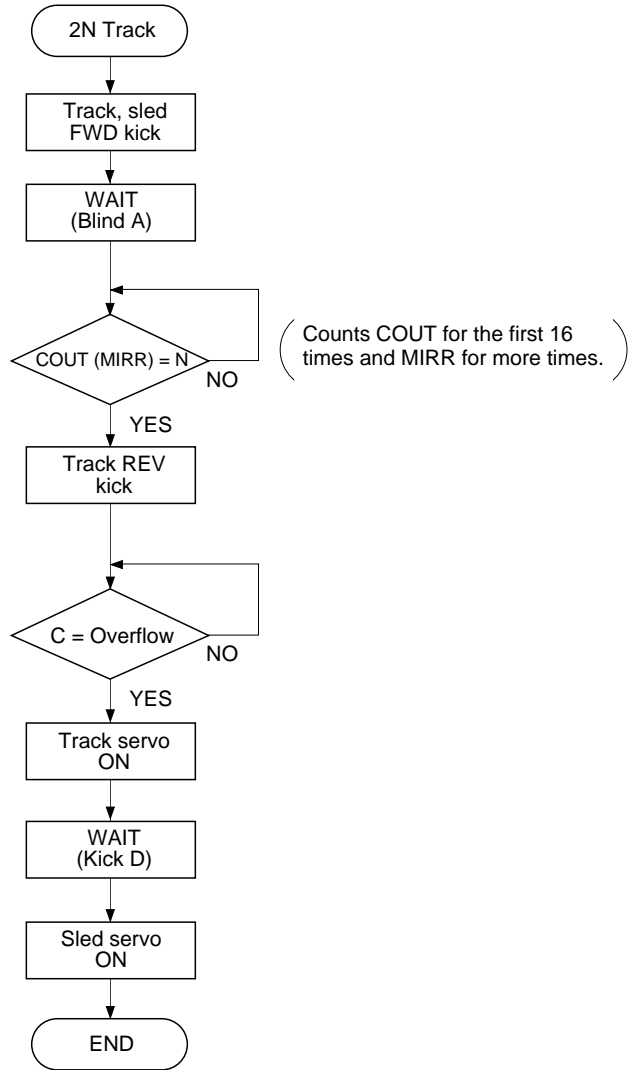 2N Track
Track, sled
FWD kick
WAIT
(Blind A)
COUT (MIRR) = N
NO
Counts COUT for the first 16
times and MIRR for more times.
YES
Track REV
kick
C = Overflow
NO
YES
Track servo
ON
WAIT
(Kick D)
Sled servo
ON
END